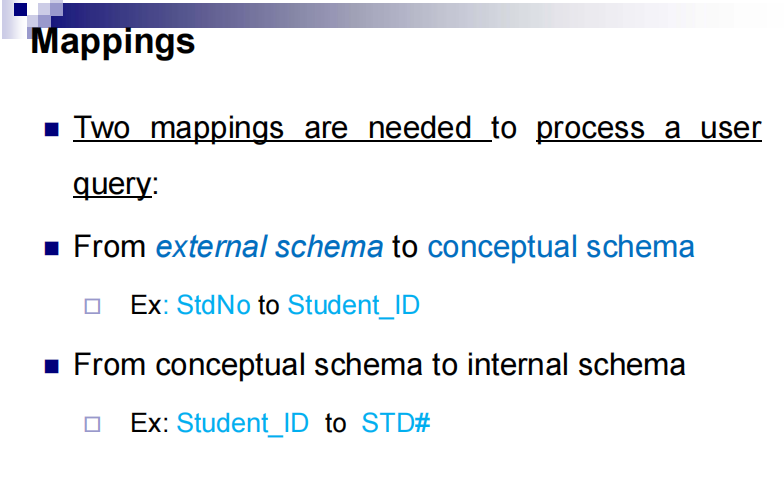 Mappings
Two mappings are needed to process a user
query:
From external schema to conceptual schema
Ex: StdNo to Student_ID
From conceptual schema to internal schema
Ex: Student_ID to STD#